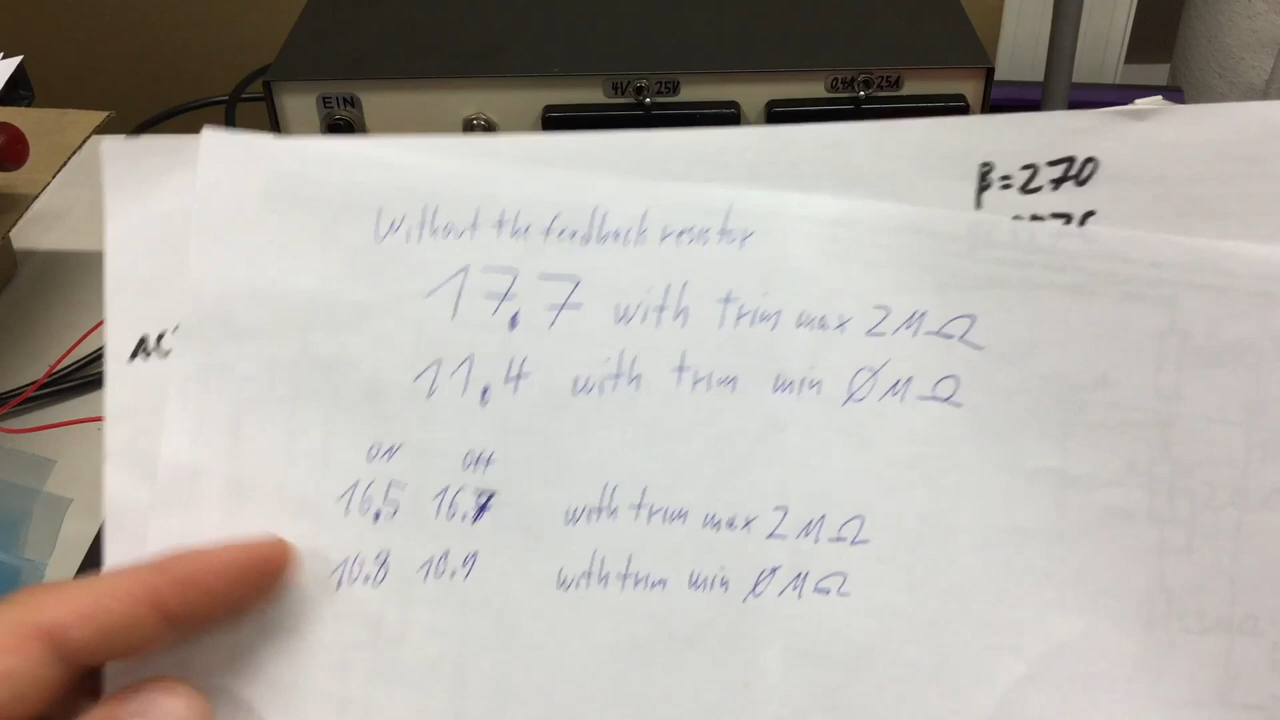 4V 25V
0,4A 2.5A
EIN
β=270
Without the feedback resistor
17.7 with trim max 2MΩ
11.4 with trim min ØMΩ
ON OFF
16.5 16.7 with trim max 2MΩ
10.8 10.9 with trim min ØMΩ